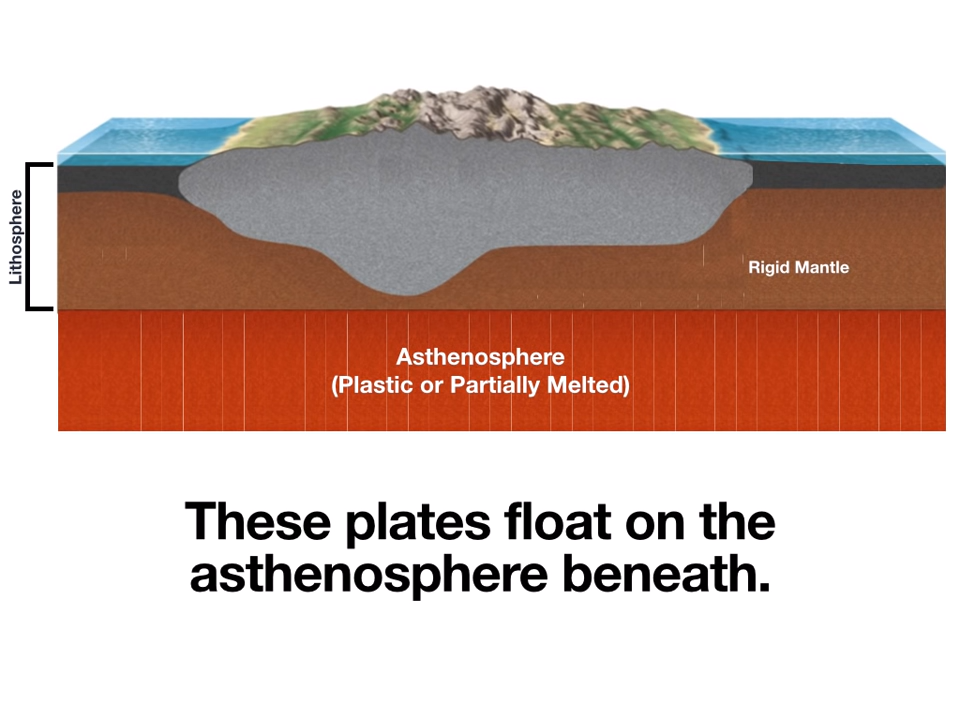 Lithosphere
Rigid Mantle
Asthenosphere
(Plastic or Partially Melted)
These plates float on the
asthenosphere beneath.